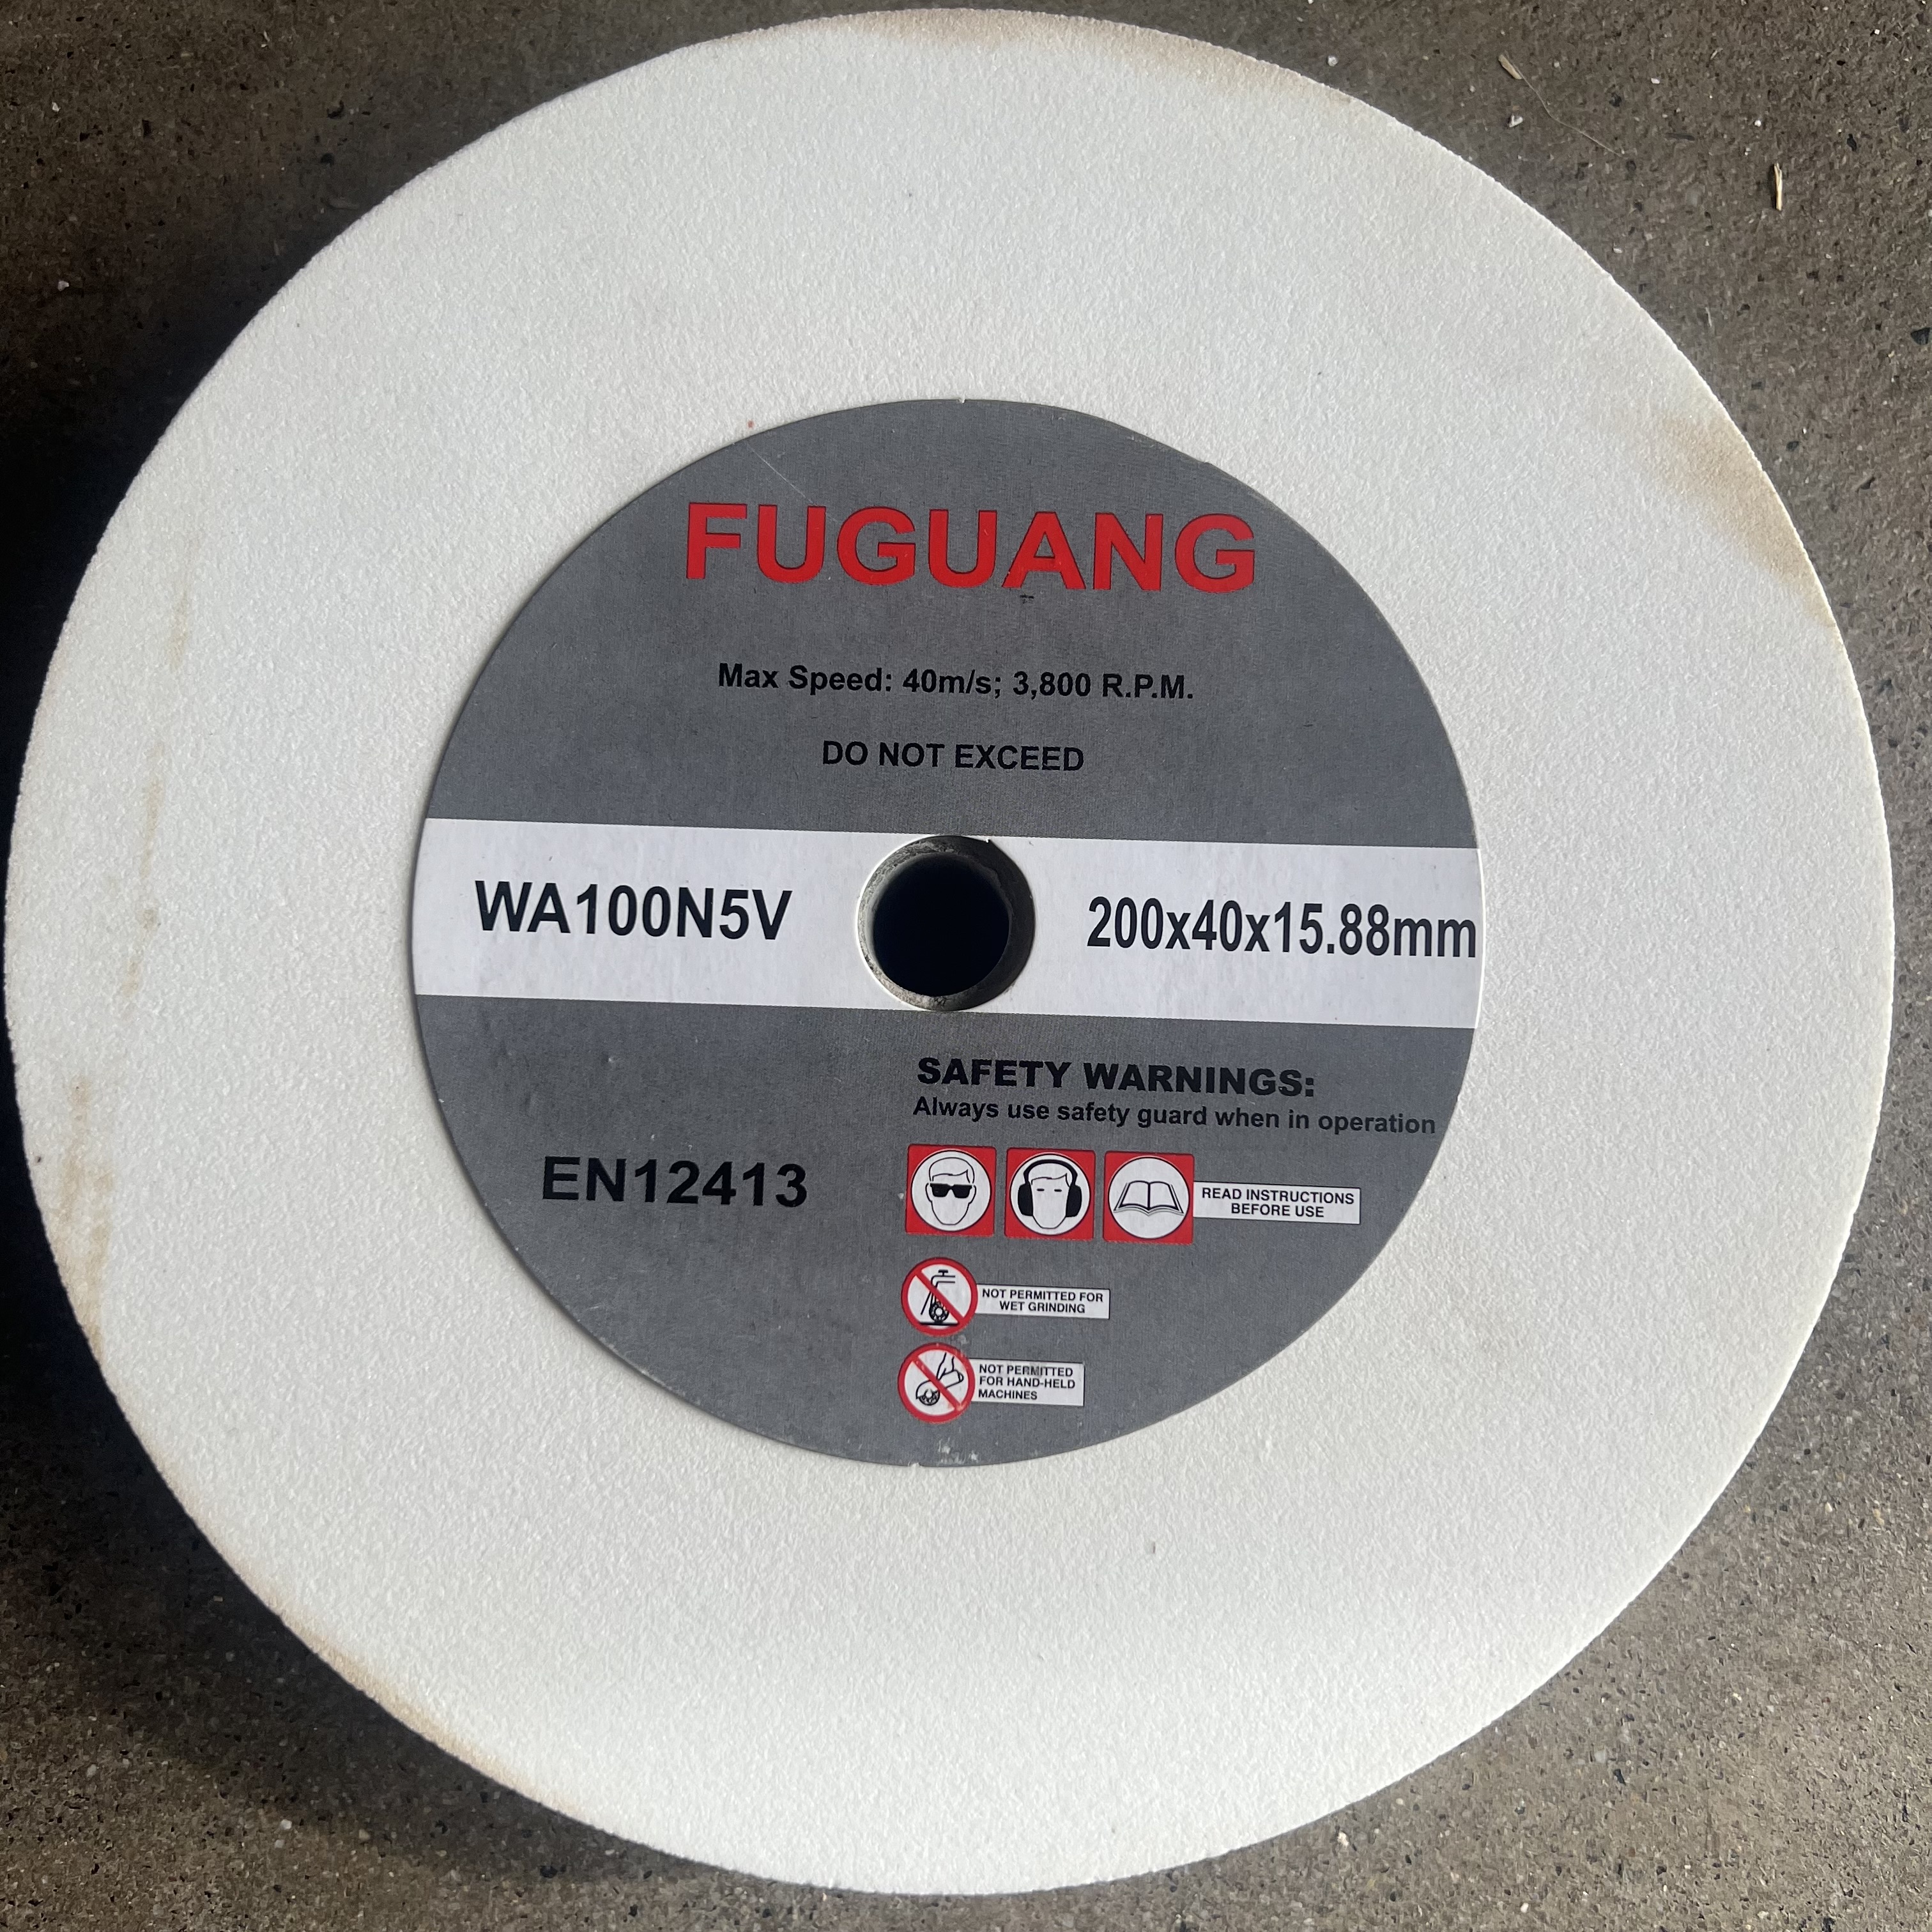 FUGUANG
Max Speed: 40m/s; 3,800 R.P.M.
DO NOT EXCEED
WA100N5V
200x40x15.88mm
SAFETY WARNINGS:
Always use safety guard when in operation
EN12413
READ INSTRUCTIONS
BEFORE USE
NOT PERMITTED FOR
WET GRINDING
NOT PERMITTED
FOR HAND-HELD
MACHINES